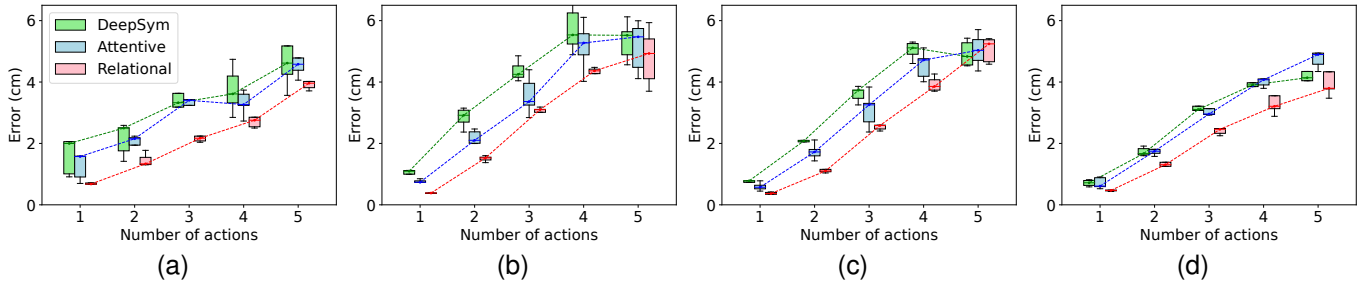 6
4
2
0
Error (cm)
DeepSym
Attentive
Relational
1 2 3 4 5
Number of actions
(a)
6
4
2
0
Error (cm)
1 2 3 4 5
Number of actions
(b)
6
4
2
0
Error (cm)
1 2 3 4 5
Number of actions
(c)
6
4
2
0
Error (cm)
1 2 3 4 5
Number of actions
(d)